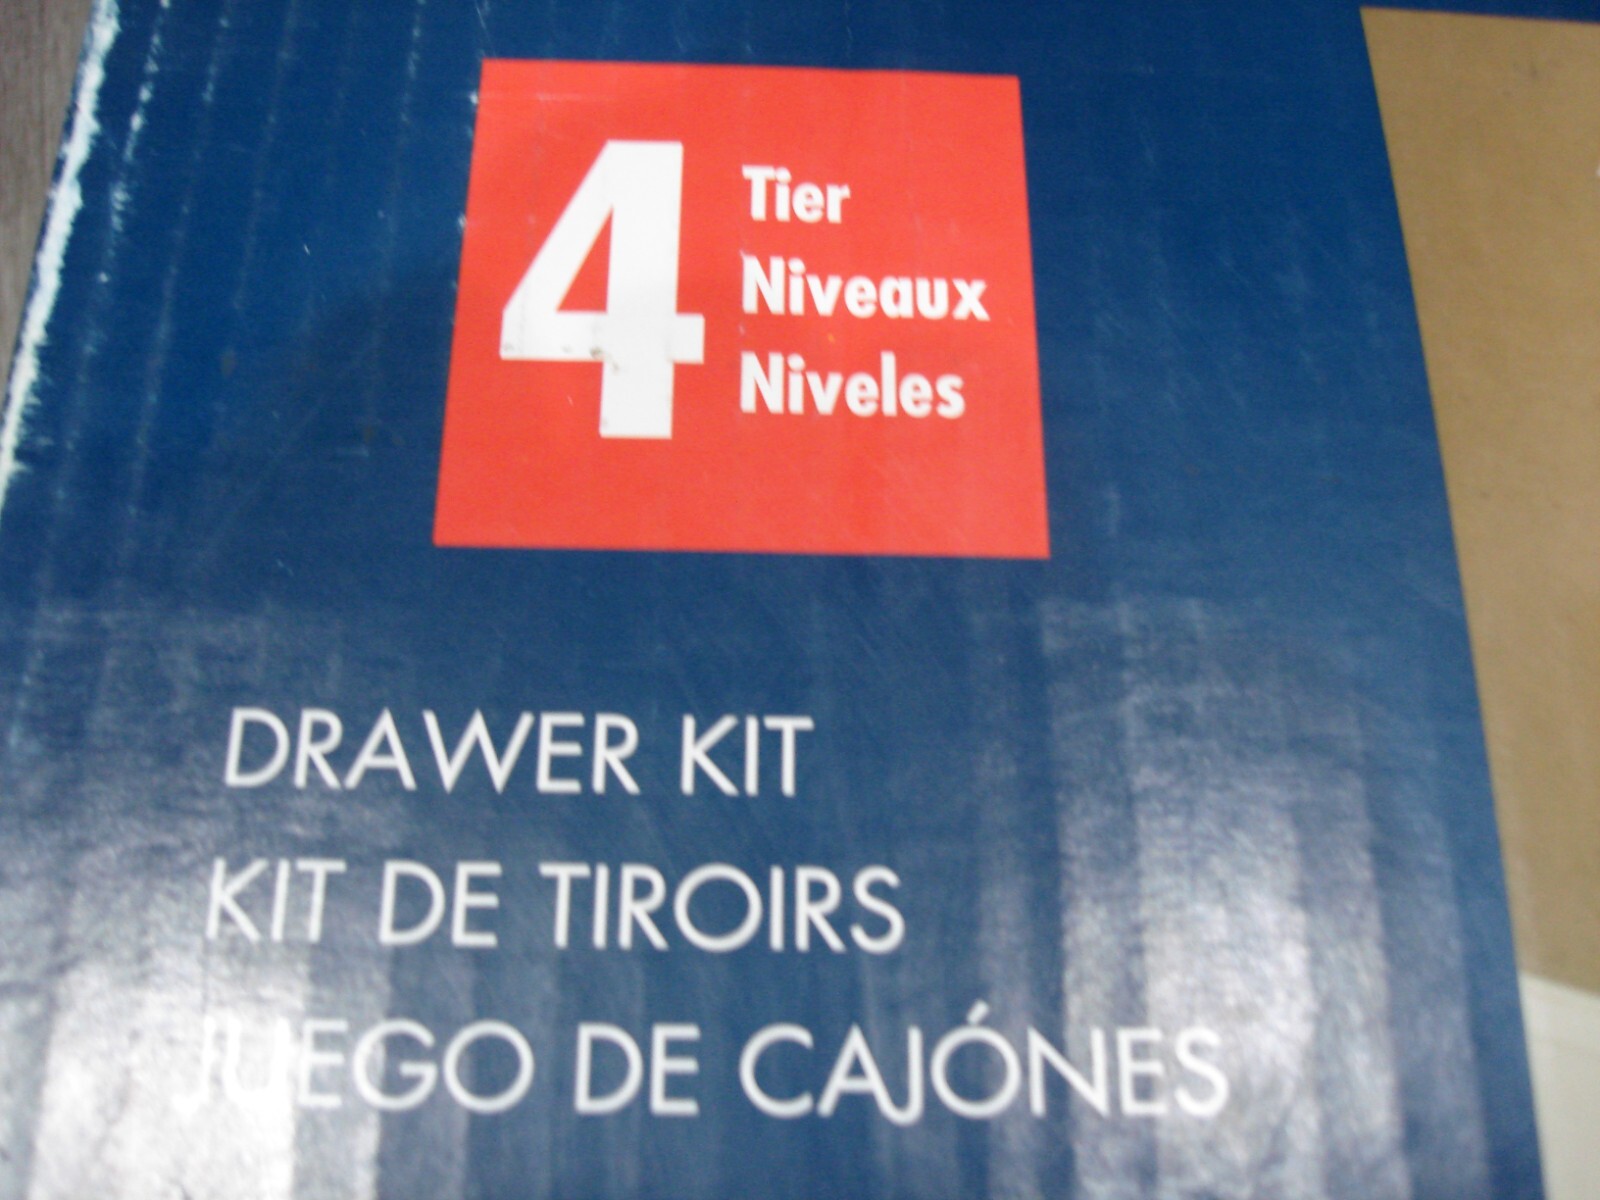 4
Tier
Niveaux
Niveles
DRAWER KIT
KIT DE TIROIRS
JUEGO DE CAJÓNES